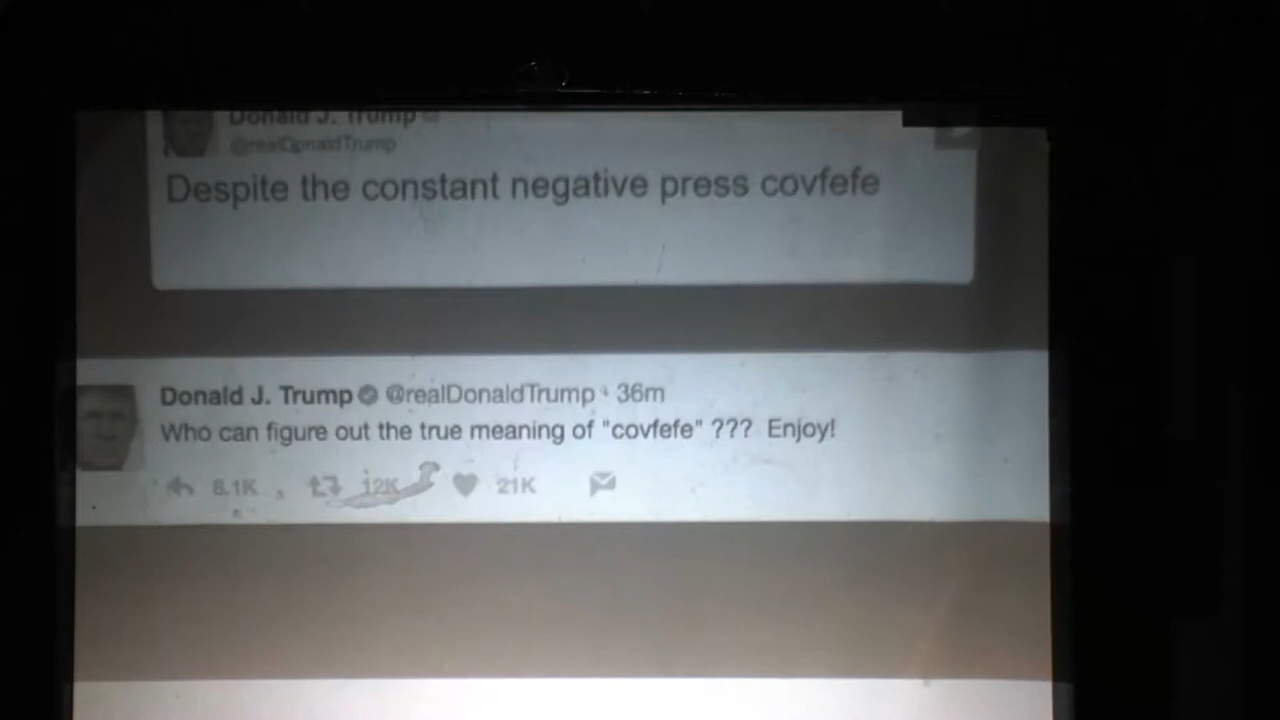 Donald J. Trump
@realDonaldTrump
Despite the constant negative press covfefe
Donald J. Trump @realDonaldTrump · 36m
Who can figure out the true meaning of "covfefe" ??? Enjoy!
8.1K 12K 21K